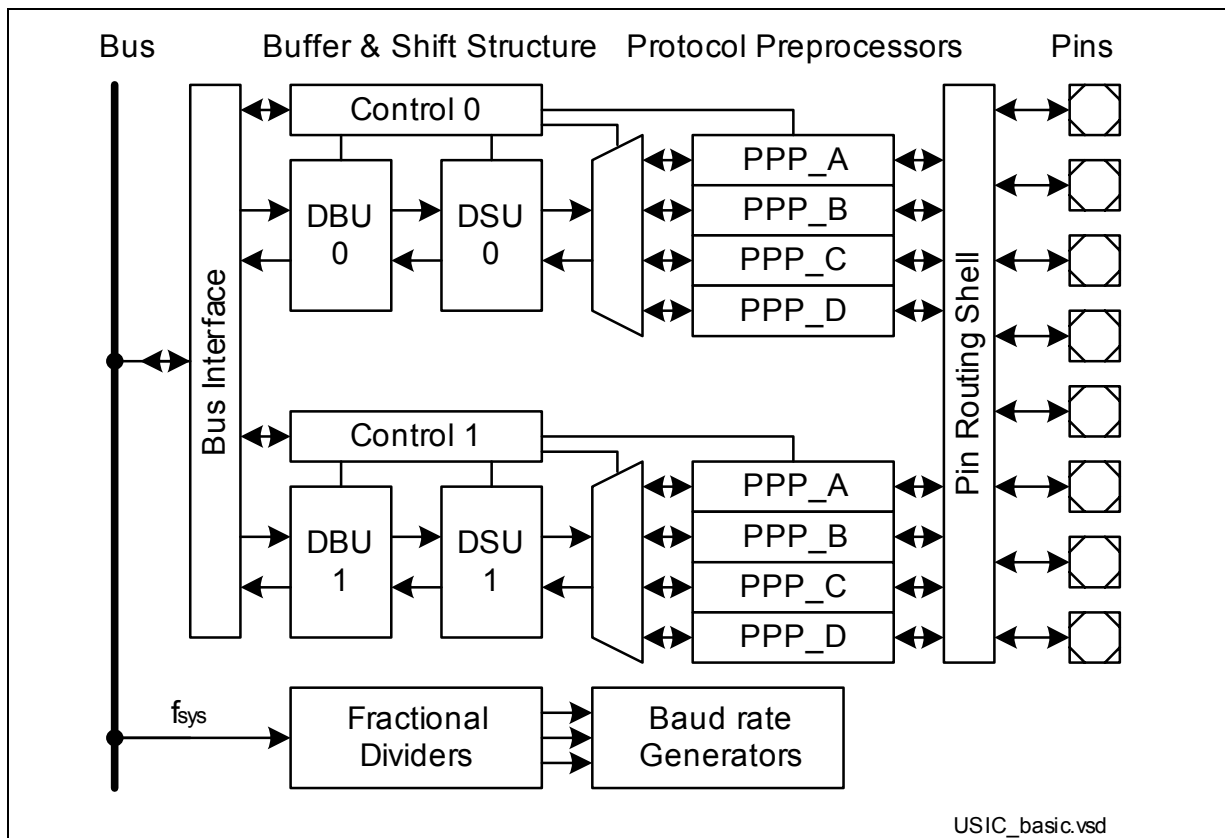 Bus
Buffer & Shift Structure
Protocol Preprocessors
Pins
Control 0
PPP_A
DBU
0
DSU
0
PPP_B
PPP_C
PPP_D
Bus Interface
Pin Routing Shell
Control 1
PPP_A
DBU
1
DSU
1
PPP_B
PPP_C
PPP_D
fsys
Fractional
Dividers
Baud rate
Generators
USIC_basic.vsd